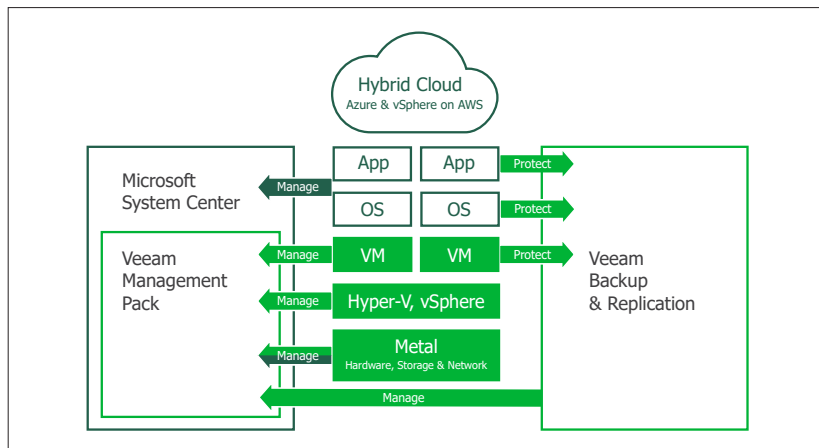 Hybrid Cloud
Azure & vSphere on AWS
Microsoft
System Center
Manage
App
App
Protect
OS
OS
Protect
Veeam
Management
Pack
Manage
VM
VM
Protect
Veeam
Backup
& Replication
Manage
Hyper-V, vSphere
Manage
Metal
Hardware, Storage & Network
Manage